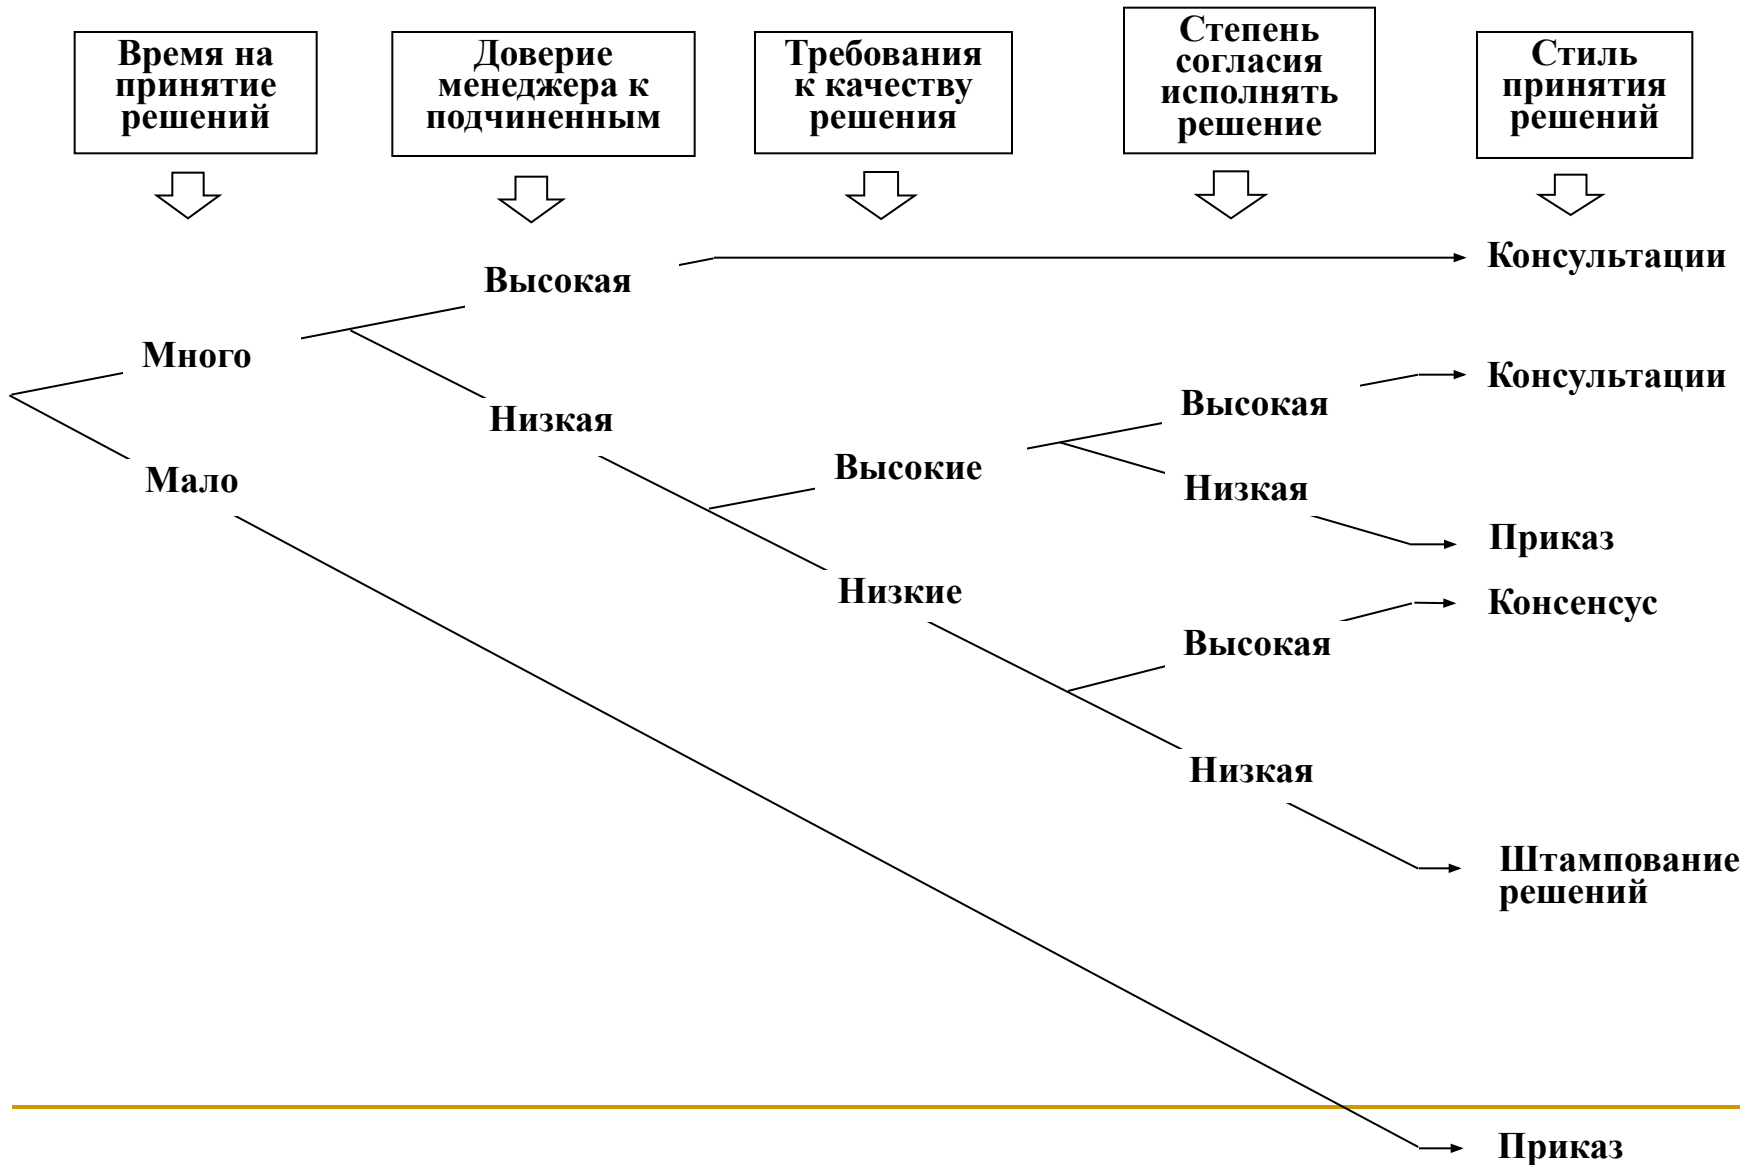 Время на
принятие
решений
Доверие
менеджера к
подчиненным
Требования
к качеству
решения
Степень
согласия
исполнять
решение
Стиль
принятия
решений
Консультации
Высокая
Много
Консультации
Высокая
Низкая
Высокие
Мало
Низкая
Приказ
Низкие
Консенсус
Высокая
Низкая
Штампование
решений
Приказ